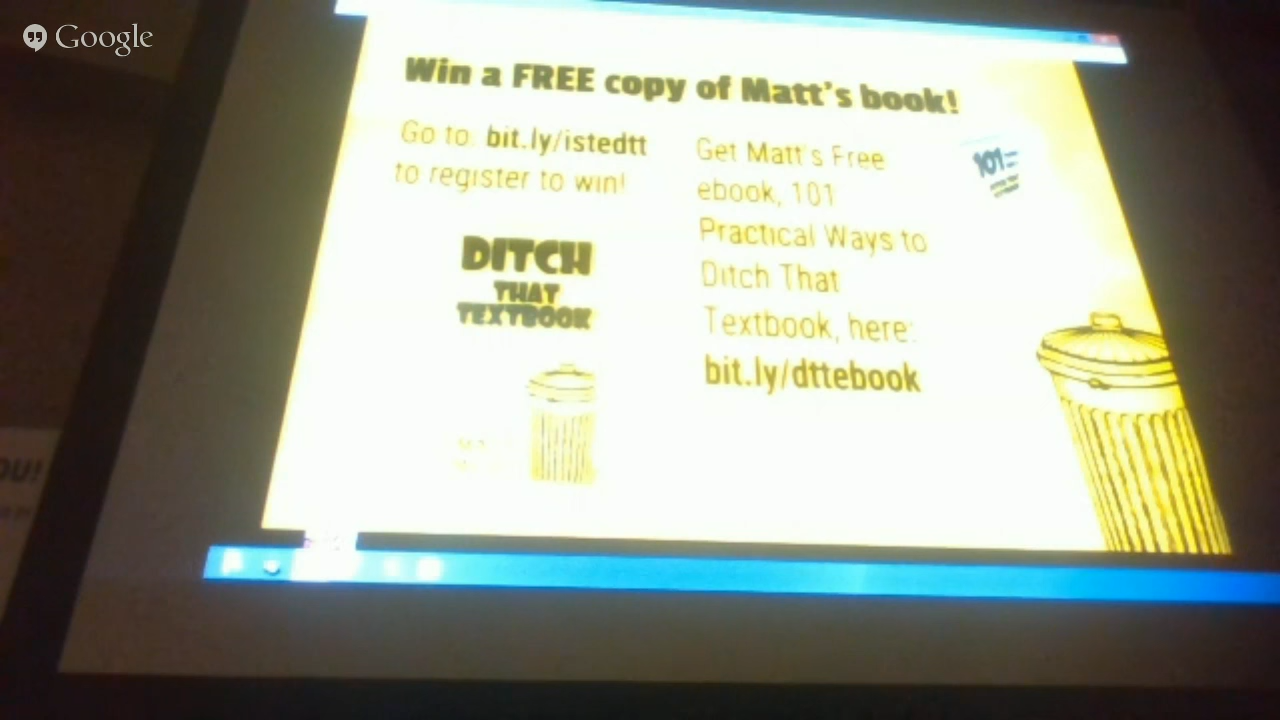 Google
Win a FREE copy of Matt's book!
Go to: bit.ly/istedtt
to register to win!
DITCH
THAT
TEXTBOOK
Get Matt's Free
ebook, 101
Practical Ways to
Ditch That
Textbook, here:
bit.ly/dttebook
101
OU!